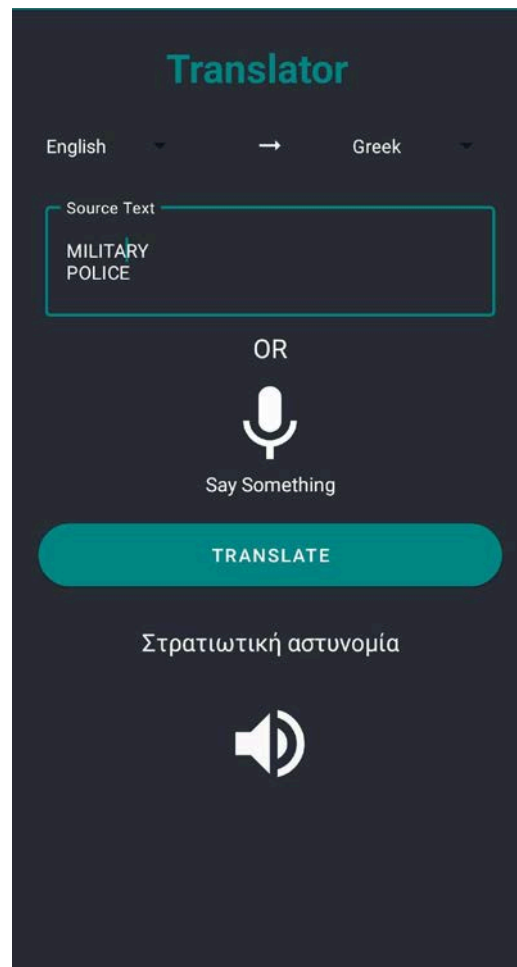 Translator
English → Greek
Source Text
MILITARY
POLICE
OR
Say Something
TRANSLATE
Στρατιωτική αστυνομία